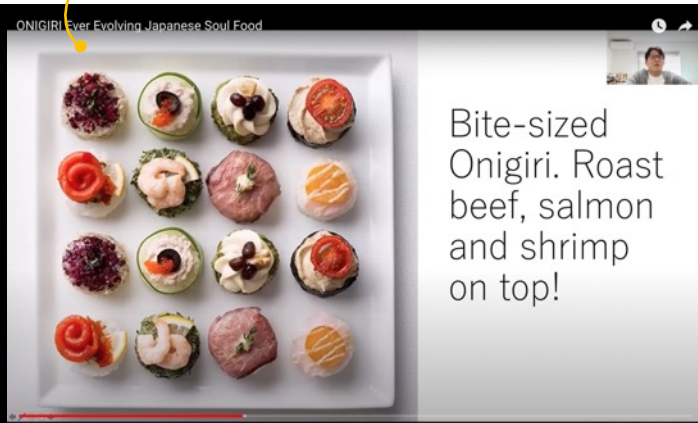 ONIGIRI Ever Evolving Japanese Soul Food
Bite-sized
Onigiri. Roast
beef, salmon
and shrimp
on top!